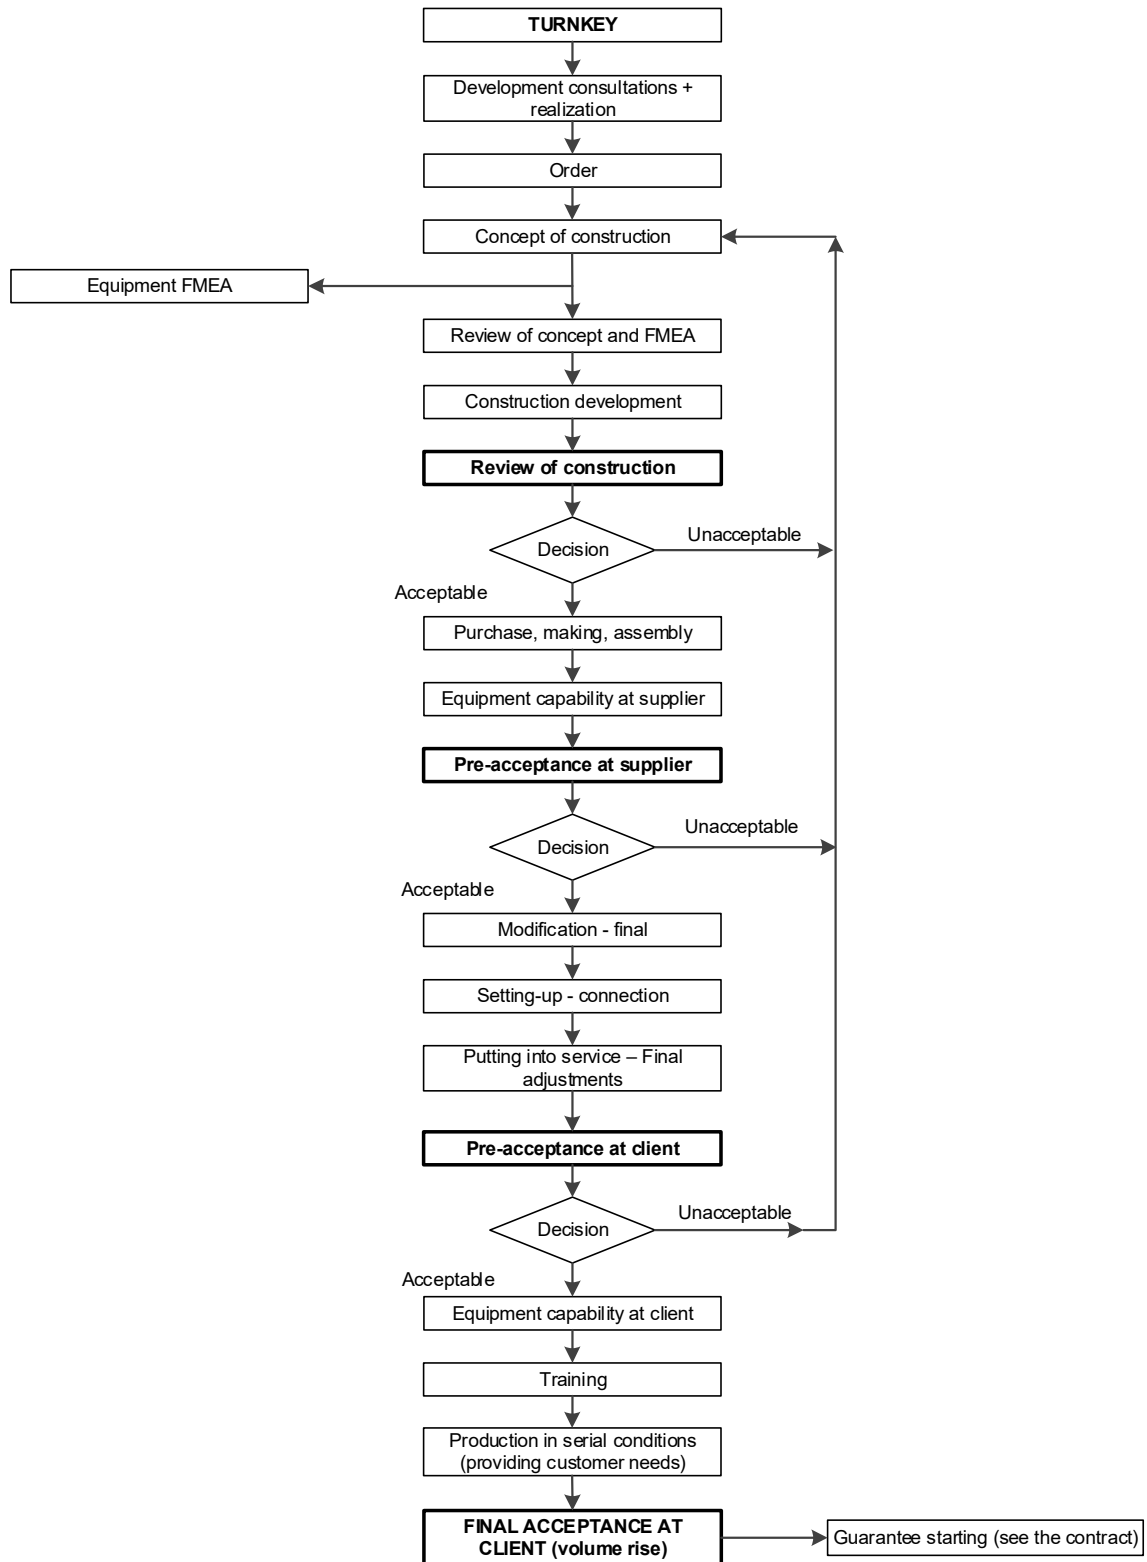 TURNKEY
Development consultations +
realization
Order
Concept of construction
Equipment FMEA
Review of concept and FMEA
Construction development
Review of construction
Decision
Unacceptable
Acceptable
Purchase, making, assembly
Equipment capability at supplier
Pre-acceptance at supplier
Decision
Unacceptable
Acceptable
Modification - final
Setting-up - connection
Putting into service – Final
adjustments
Pre-acceptance at client
Decision
Unacceptable
Acceptable
Equipment capability at client
Training
Production in serial conditions
(providing customer needs)
FINAL ACCEPTANCE AT
CLIENT (volume rise)
Guarantee starting (see the contract)